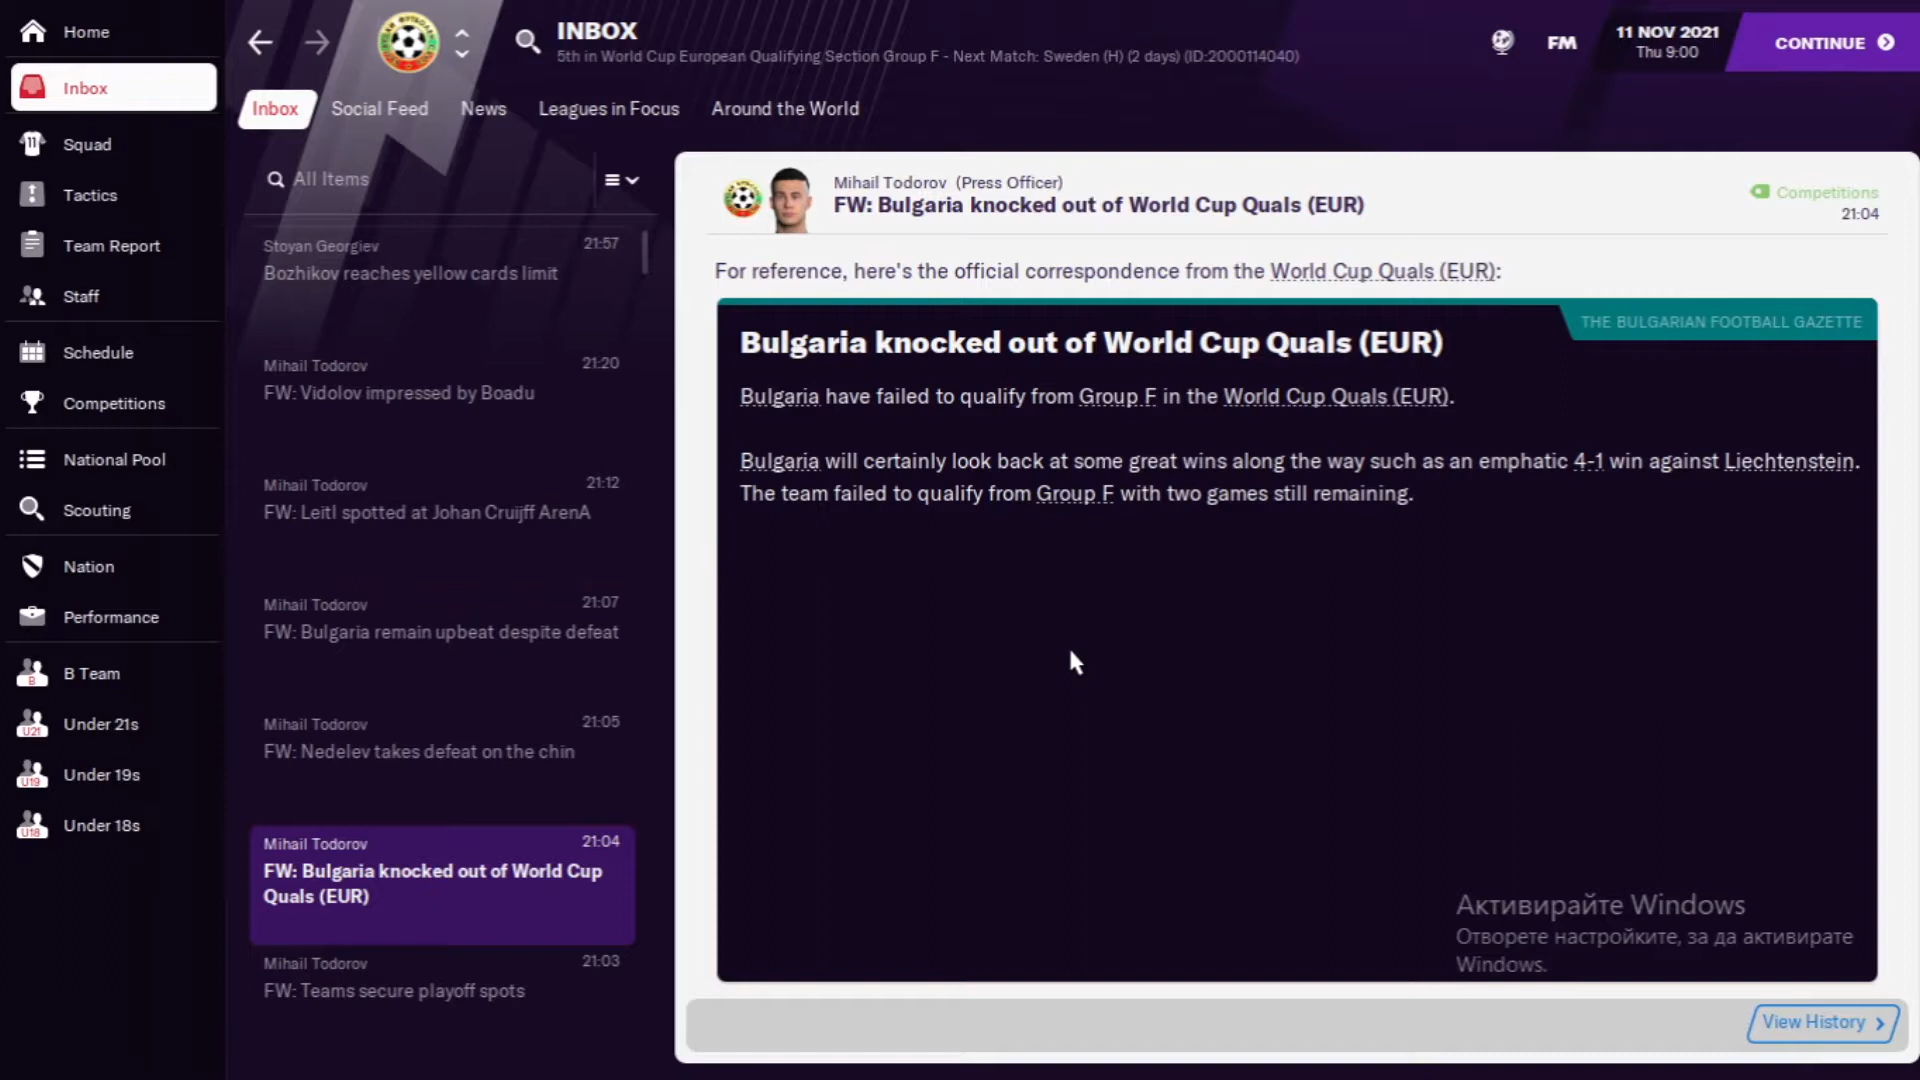 Home
Inbox
Squad
Tactics
Team Report
Staff
Schedule
Competitions
National Pool
Scouting
Nation
Performance
B
B Team
U21
Under 21s
U19
Under 19s
U18
Under 18s
INBOX
5th in World Cup European Qualifying Section Group F - Next Match: Sweden (H) (2 days) (ID:2000114040)
FM
11 NOV 2021
Thu 9:00
CONTINUE
Inbox Social Feed News Leagues in Focus Around the World
All Items
Stoyan Georgiev 21:57
Bozhikov reaches yellow cards limit
Mihail Todorov 21:20
FW: Vidolov impressed by Boadu
Mihail Todorov 21:12
FW: Leitl spotted at Johan Cruijff ArenA
Mihail Todorov 21:07
FW: Bulgaria remain upbeat despite defeat
Mihail Todorov 21:05
FW: Nedelev takes defeat on the chin
Mihail Todorov 21:04
FW: Bulgaria knocked out of World Cup
Quals (EUR)
Mihail Todorov 21:03
FW: Teams secure playoff spots
Mihail Todorov (Press Officer)
FW: Bulgaria knocked out of World Cup Quals (EUR)
Competitions
21:04
For reference, here's the official correspondence from the World Cup Quals (EUR):
THE BULGARIAN FOOTBALL GAZETTE
Bulgaria knocked out of World Cup Quals (EUR)
Bulgaria have failed to qualify from Group F in the World Cup Quals (EUR).
Bulgaria will certainly look back at some great wins along the way such as an emphatic 4-1 win against Liechtenstein.
The team failed to qualify from Group F with two games still remaining.
Активирайте Windows
Отворете настройките, за да активирате
Windows.
View History